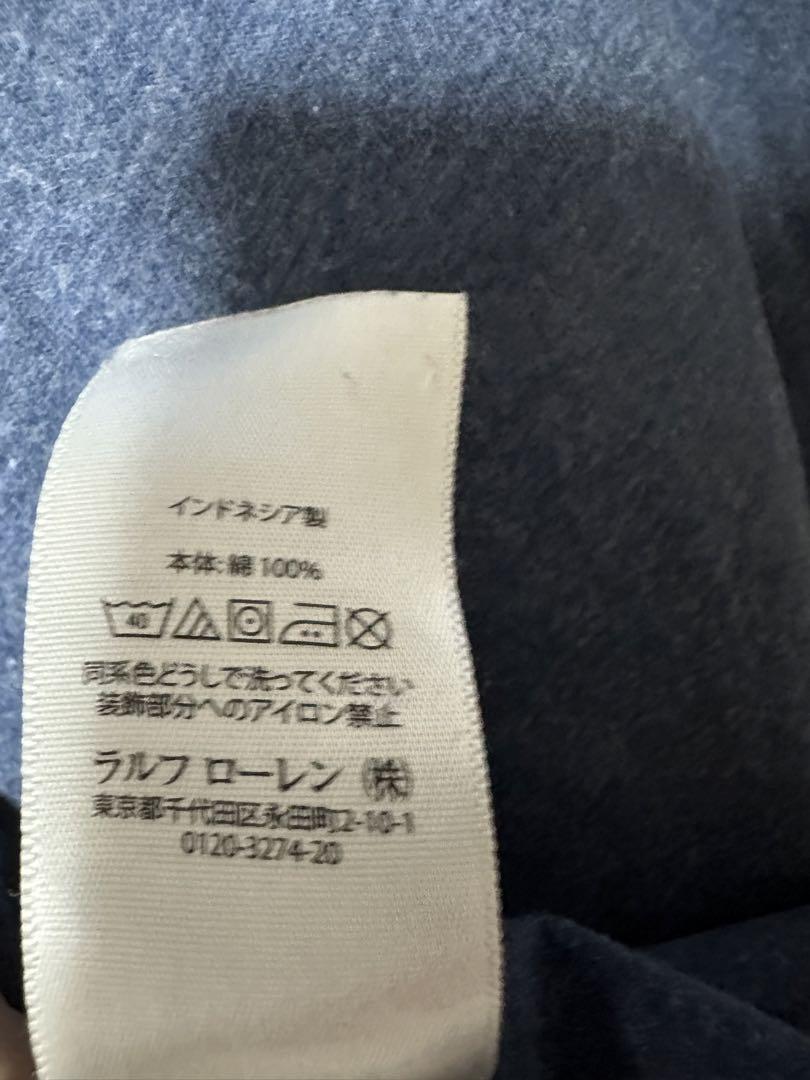 インドネシア製
本体:綿100%
40
同系色どうしで洗ってください
装飾部分へのアイロン禁止
ラルフ ローレン ㈱
東京都千代田区永田町2-10-1
0120-3274-20